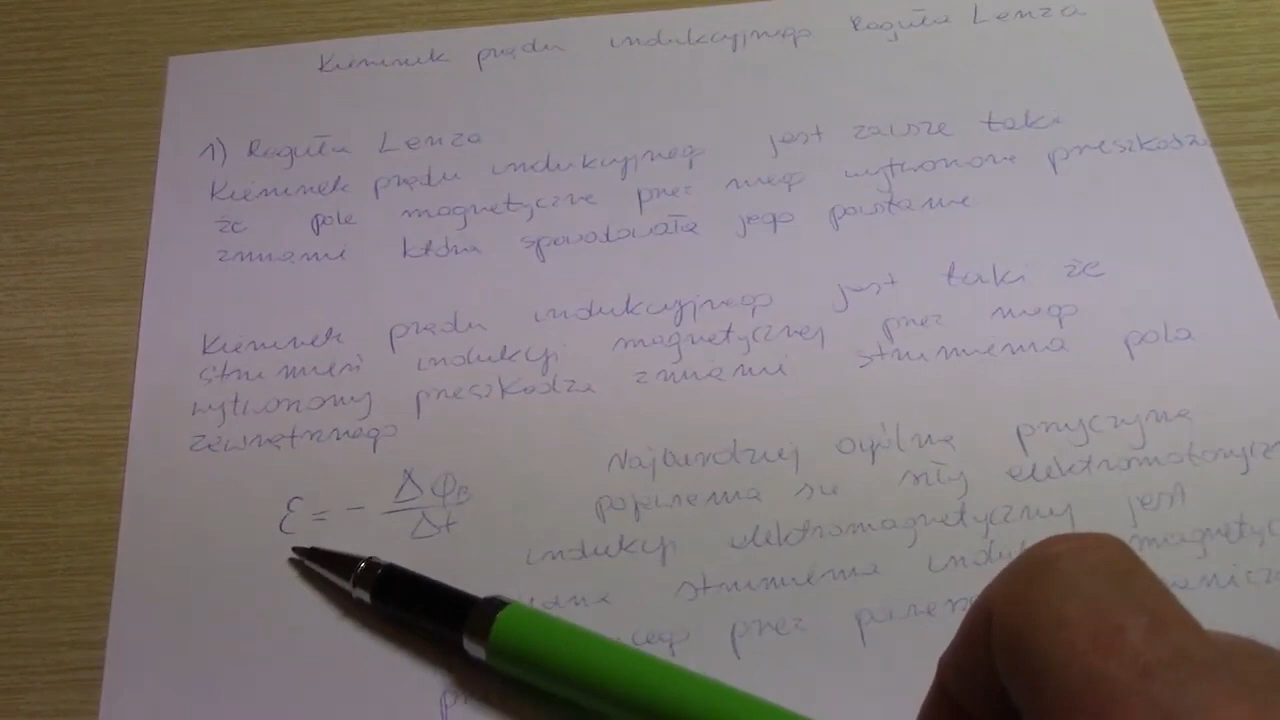 Kierunek prądu indukcyjnego Reguła Lenza
1) Reguła Lenza
Kierunek prądu indukcyjnego jest zawsze taki
że pole magnetyczne przez niego wytworzone przeszkadza
zmianie która spowodowała jego powstanie
Kierunek prądu indukcyjnego jest taki że
strumień indukcji magnetycznej przez niego
wytworzony przeszkadza zmianie strumienia pola
zewnętrznego
ℰ = - ΔΦB/Δt
Najbardziej ogólną przyczyną
pojawienia się siły elektromotorycz
indukcji elektromagnetycznej jest
strumienia magnetyc
przez